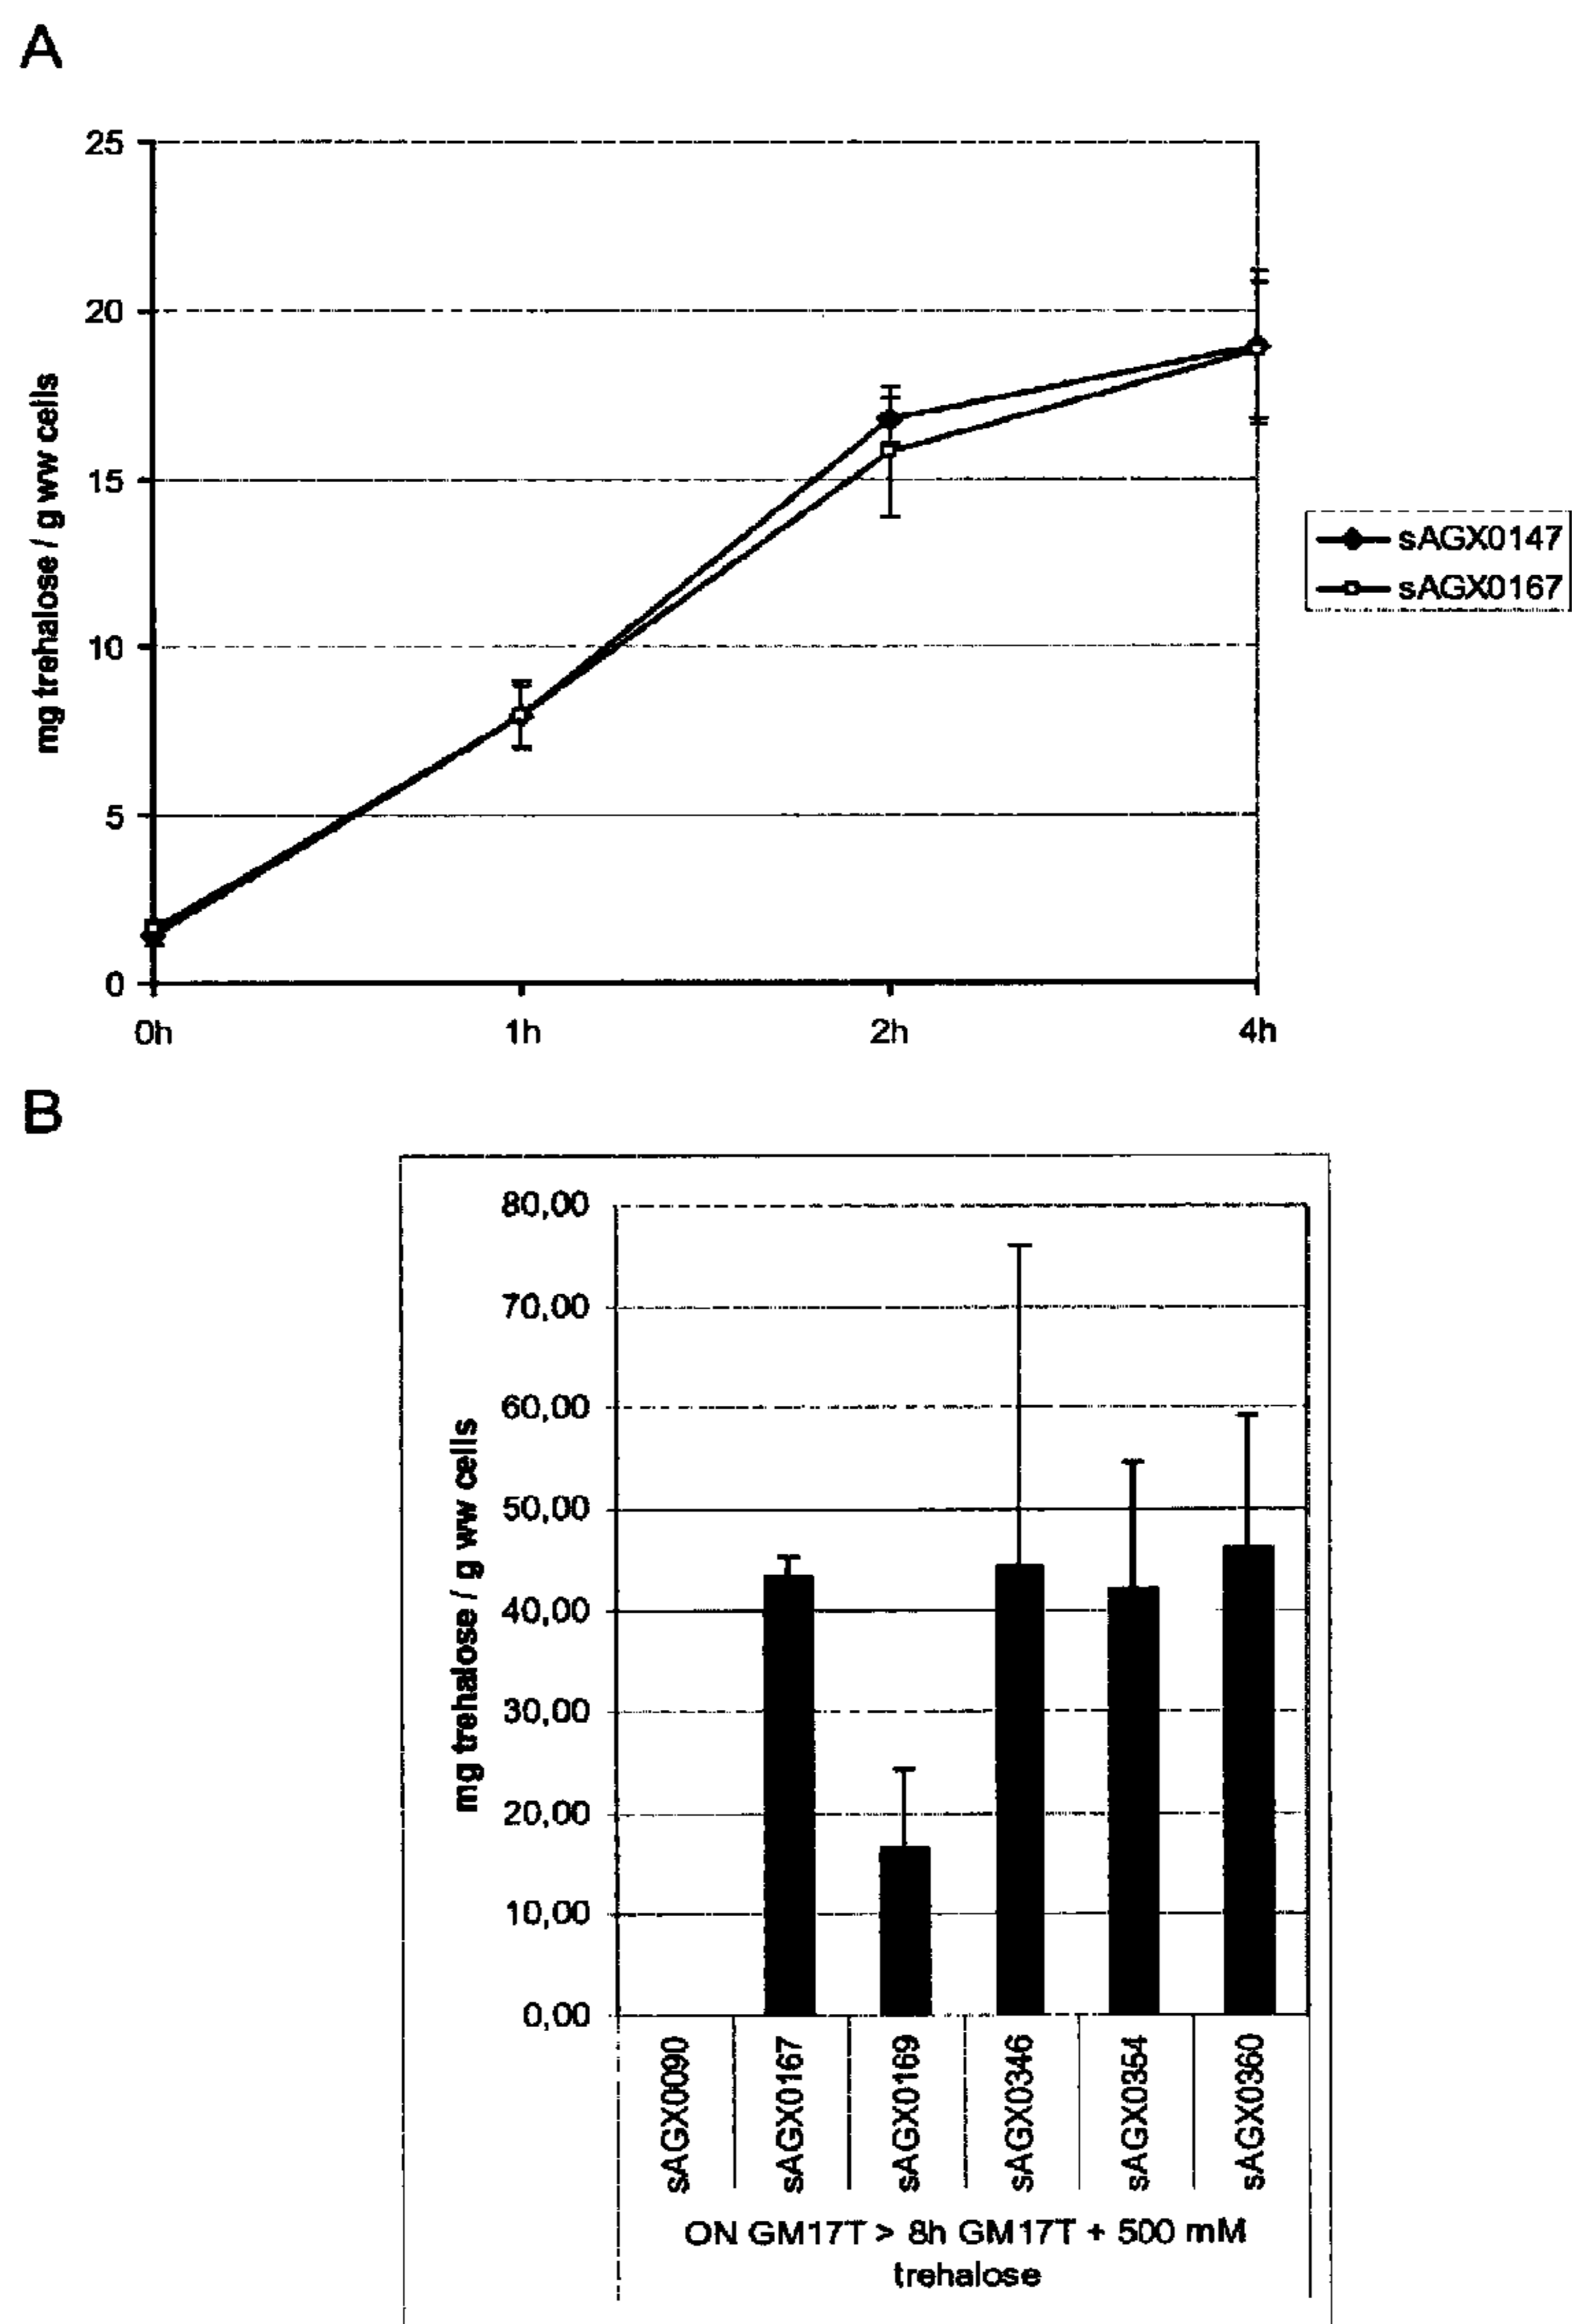 A
25
20
15
10
5
0
mg trehalose / g ww cells
0h
1h
2h
4h
sAGX0147
sAGX0167
B
80,00
70,00
60,00
50,00
40,00
30,00
20,00
10,00
0,00
mg trehalose / g ww cells
sAGX0090
sAGX0167
sAGX0169
sAGX0346
sAGX0354
sAGX0360
ON GM17T > 8h GM17T + 500 mM
trehalose